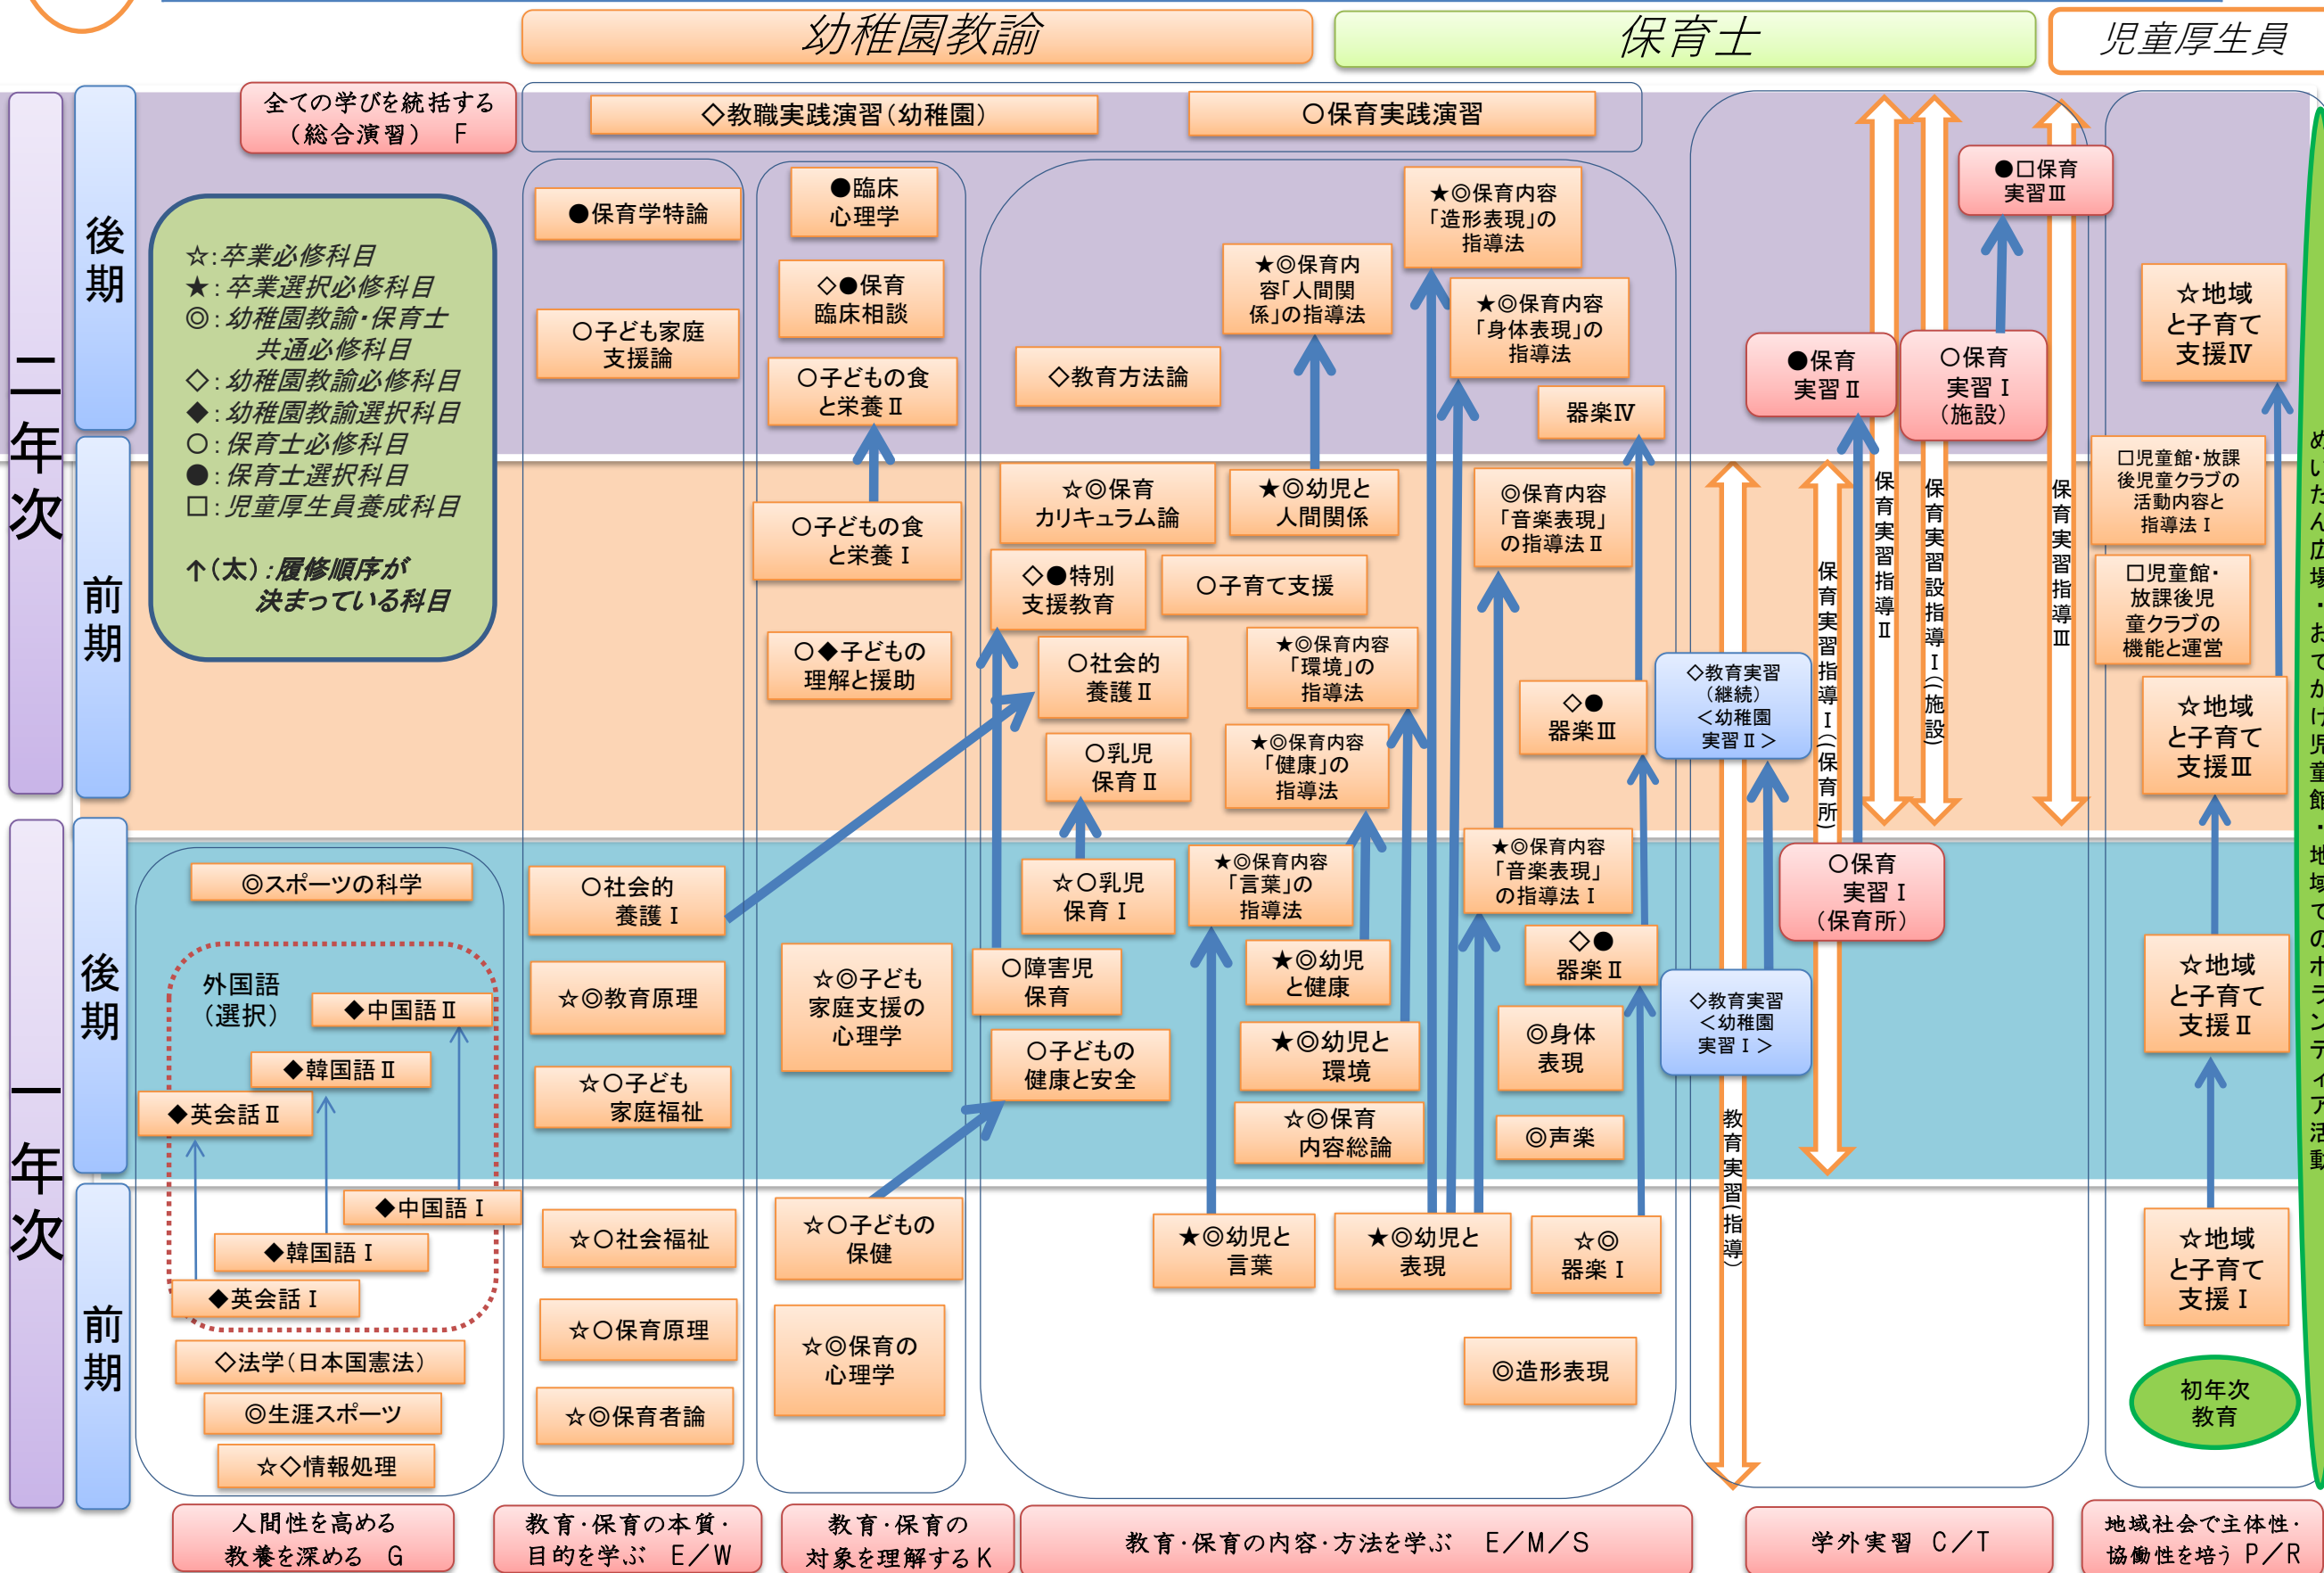 幼稚園教諭
保育士
児童厚生員
全ての学びを統括する
（総合演習）　F
◇教職実践演習（幼稚園）
○保育実践演習
二年次
後期
前期
一年次
後期
前期
☆：卒業必修科目
★：卒業選択必修科目
◎：幼稚園教諭・保育士
共通必修科目
◇：幼稚園教諭必修科目
◆：幼稚園教諭選択科目
○：保育士必修科目
●：保育士選択科目
□：児童厚生員養成科目
↑（太）：履修順序が
決まっている科目
●保育学特論
○子ども家庭
支援論
●臨床
心理学
◇●保育
臨床相談
○子どもの食
と栄養Ⅱ
○子どもの食
と栄養Ⅰ
○◆子どもの
理解と援助
★◎保育内容
「造形表現」の
指導法
★◎保育内
容「人間関
係」の指導法
★◎保育内容
「身体表現」の
指導法
◇教育方法論
器楽Ⅳ
☆◎保育
カリキュラム論
★◎幼児と
人間関係
◎保育内容
「音楽表現」
の指導法Ⅱ
◇●特別
支援教育
○子育て支援
○社会的
養護Ⅱ
★◎保育内容
「環境」の
指導法
◇●
器楽Ⅲ
○乳児
保育Ⅱ
★◎保育内容
「健康」の
指導法
●□保育
実習Ⅲ
●保育
実習Ⅱ
○保育
実習Ⅰ
（施設）
保育実習指導Ⅱ
保育実習設指導Ⅰ（（施設）
保育実習指導Ⅲ
保育実習指導Ⅰ（（保育所）
◇教育実習
（継続）
＜幼稚園
実習Ⅱ＞
☆地域
と子育て
支援Ⅳ
□児童館・放課
後児童クラブの
活動内容と
指導法Ⅰ
□児童館・
放課後児
童クラブの
機能と運営
☆地域
と子育て
支援Ⅲ
めいたん広場・おでかけ児童館・地域でのボランティア活動
◎スポーツの科学
外国語
（選択）
◆中国語Ⅱ
◆韓国語Ⅱ
◆英会話Ⅱ
◆中国語Ⅰ
◆韓国語Ⅰ
◆英会話Ⅰ
◇法学（日本国憲法）
◎生涯スポーツ
☆◇情報処理
○社会的
養護Ⅰ
☆◎教育原理
☆○子ども
家庭福祉
☆○社会福祉
☆○保育原理
☆◎保育者論
☆◎子ども
家庭支援の
心理学
☆○子どもの
保健
☆◎保育の
心理学
☆○乳児
保育Ⅰ
★◎保育内容
「言葉」の
指導法
★◎保育内容
「音楽表現」
の指導法Ⅰ
○障害児
保育
★◎幼児
と健康
◇●
器楽Ⅱ
○子どもの
健康と安全
★◎幼児と
環境
◎身体
表現
☆◎保育
内容総論
◎声楽
★◎幼児と
言葉
★◎幼児と
表現
☆◎
器楽Ⅰ
◎造形表現
○保育
実習Ⅰ
（保育所）
◇教育実習
＜幼稚園
実習Ⅰ＞
教育実習（指導）
☆地域
と子育て
支援Ⅱ
☆地域
と子育て
支援Ⅰ
初年次
教育
人間性を高める
教養を深める　G
教育・保育の本質・
目的を学ぶ　E／W
教育・保育の
対象を理解するK
教育・保育の内容・方法を学ぶ　E／M／S
学外実習　C／T
地域社会で主体性・
協働性を培う　P／R